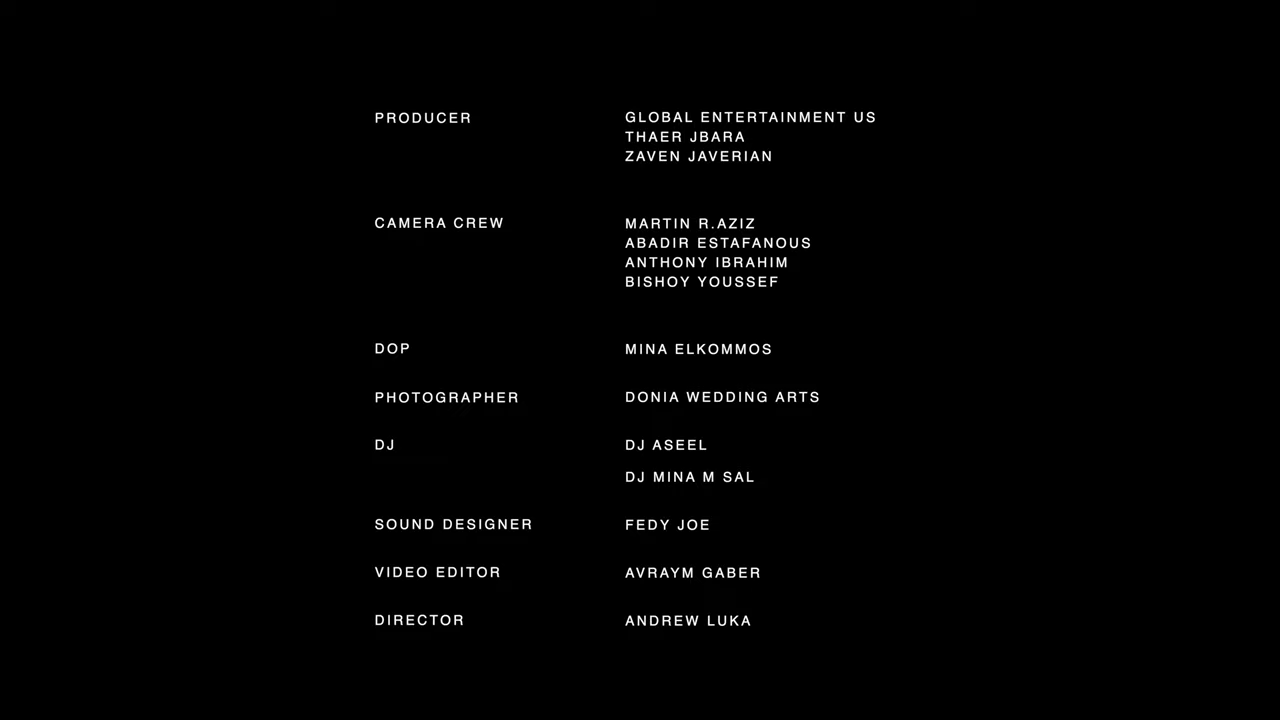 PRODUCER GLOBAL ENTERTAINMENT US
THAER JBARA
ZAVEN JAVERIAN
CAMERA CREW MARTIN R.AZIZ
ABADIR ESTAFANOUS
ANTHONY IBRAHIM
BISHOY YOUSSEF
DOP MINA ELKOMMOS
PHOTOGRAPHER DONIA WEDDING ARTS
DJ DJ ASEEL
DJ MINA M SAL
SOUND DESIGNER FEDY JOE
VIDEO EDITOR AVRAYM GABER
DIRECTOR ANDREW LUKA